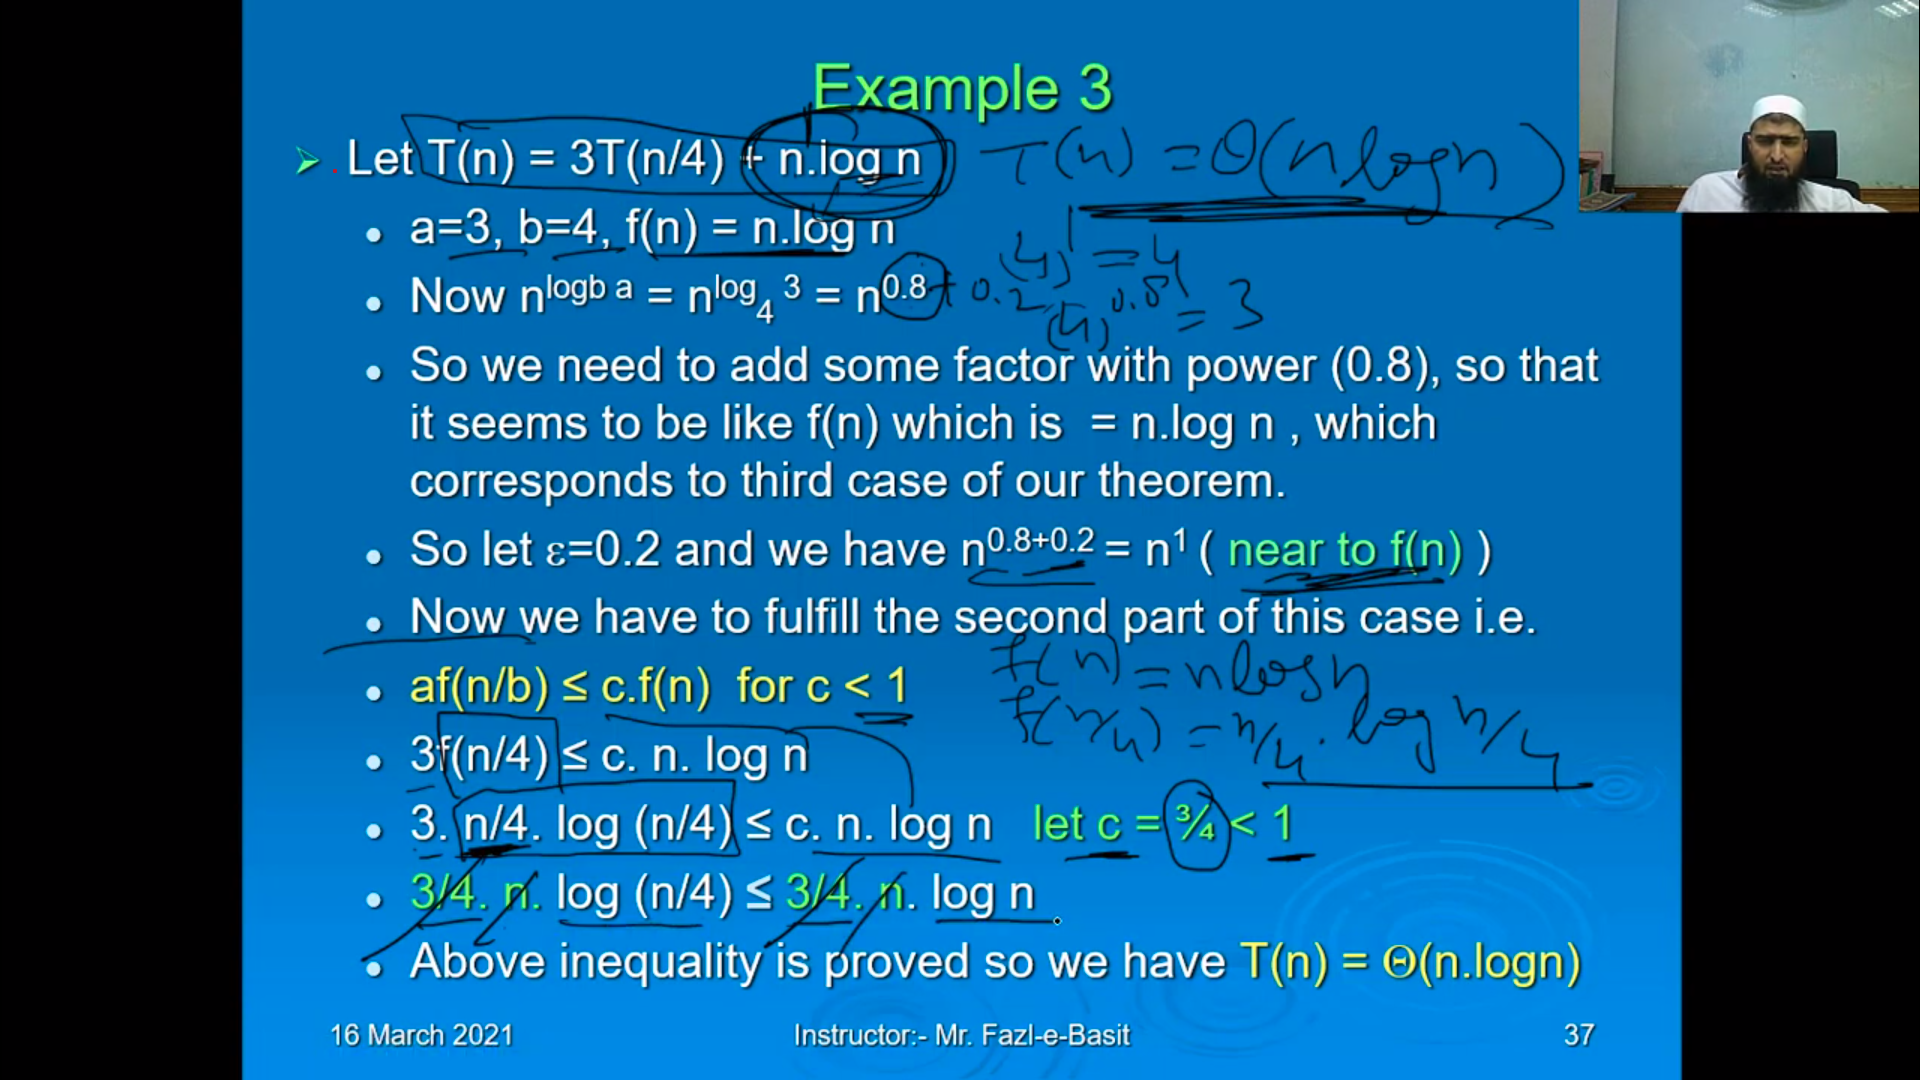 Example 3
Let T(n) = 3T(n/4) + n.log n T(n) = Θ(nlogn)
a=3, b=4, f(n) = n.log n
(4)¹ = 4
Now n^logb a = n^log₄ 3 = n^0.8 + 0.2
(4)^0.8 = 3
So we need to add some factor with power (0.8), so that
it seems to be like f(n) which is = n.log n , which
corresponds to third case of our theorem.
So let ε=0.2 and we have n^0.8+0.2 = n¹ ( near to f(n) )
Now we have to fulfill the second part of this case i.e.
f(n) = nlogn
af(n/b) ≤ c.f(n) for c < 1
f(n/4) = n/4 . log n/4
3f(n/4) ≤ c. n. log n
3. n/4. log (n/4) ≤ c. n. log n let c = ¾ < 1
3/4. n. log (n/4) ≤ 3/4. n. log n
Above inequality is proved so we have T(n) = Θ(n.logn)
16 March 2021 Instructor:- Mr. Fazl-e-Basit 37